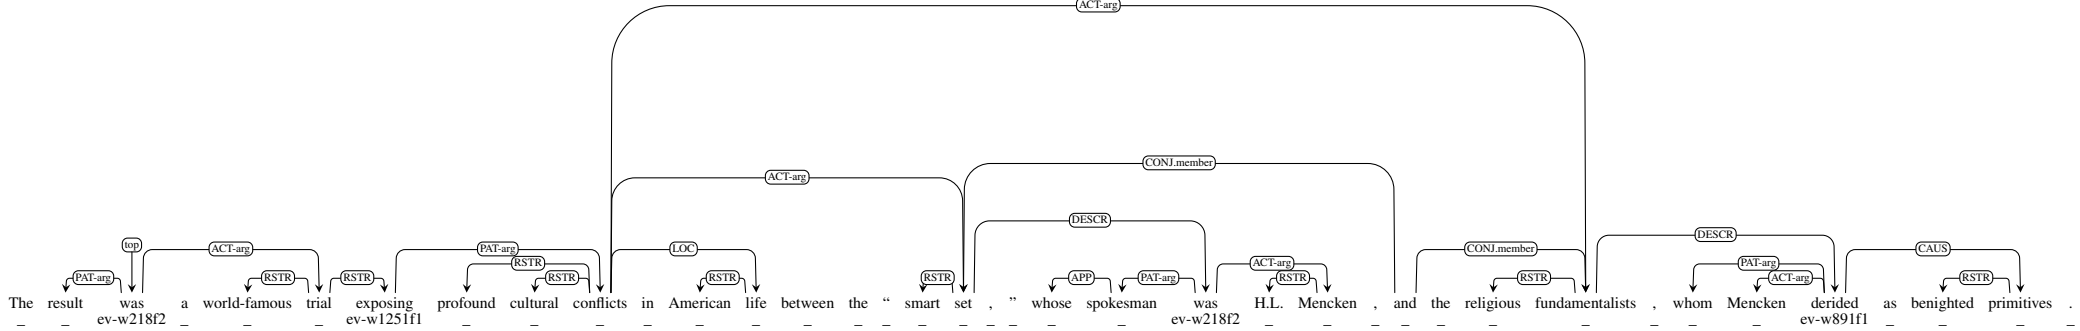 ACT-arg
CONJ.member
ACT-arg
DESCR
DESCR
top ACT-arg PAT-arg LOC CONJ.member CAUS
RSTR ACT-arg PAT-arg
PAT-arg RSTR RSTR RSTR RSTR RSTR APP PAT-arg RSTR RSTR ACT-arg RSTR
The result was a world-famous trial exposing profound cultural conflicts in American life between the “ smart set , ” whose spokesman was H.L. Mencken , and the religious fundamentalists , whom Mencken derided as benighted primitives .
_ _ ev-w218f2 _ _ _ ev-w1251f1 _ _ _ _ _ _ _ _ _ _ _ _ _ _ _ ev-w218f2 _ _ _ _ _ _ _ _ _ _ ev-w891f1 _ _ _ _